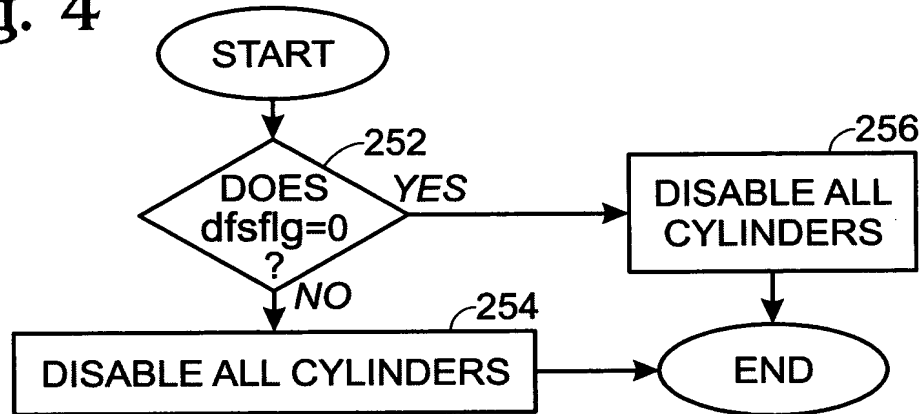 g. 4
START
252
DOES
dfsflg=0
?
YES
NO
256
DISABLE ALL
CYLINDERS
254
DISABLE ALL CYLINDERS
END